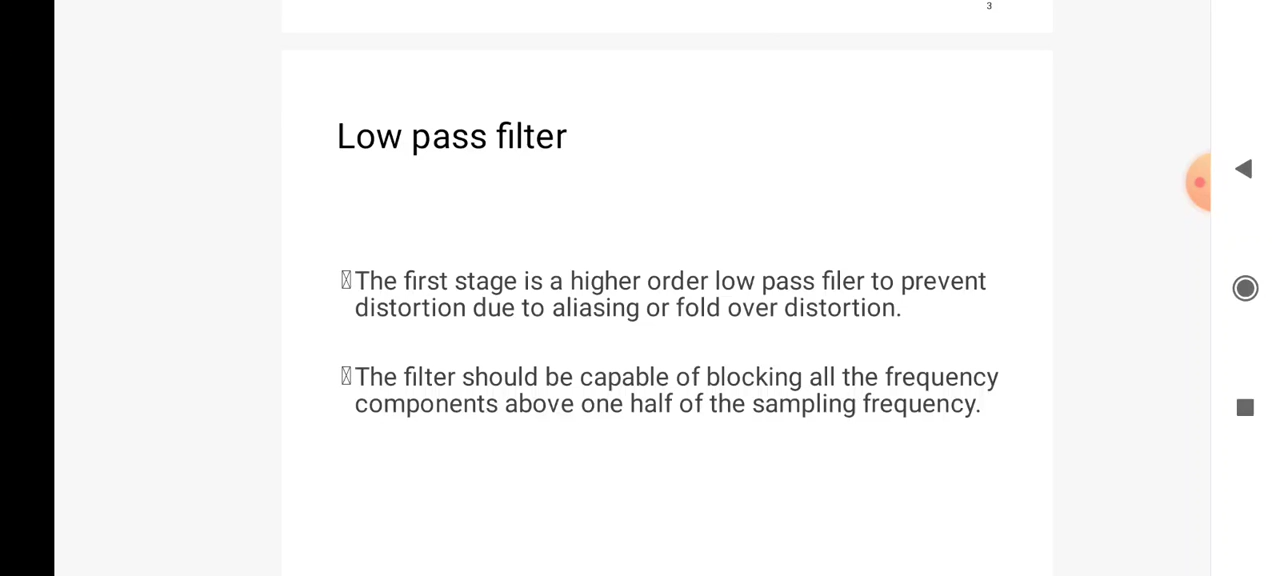 3
Low pass filter
The first stage is a higher order low pass filer to prevent
distortion due to aliasing or fold over distortion.
The filter should be capable of blocking all the frequency
components above one half of the sampling frequency.